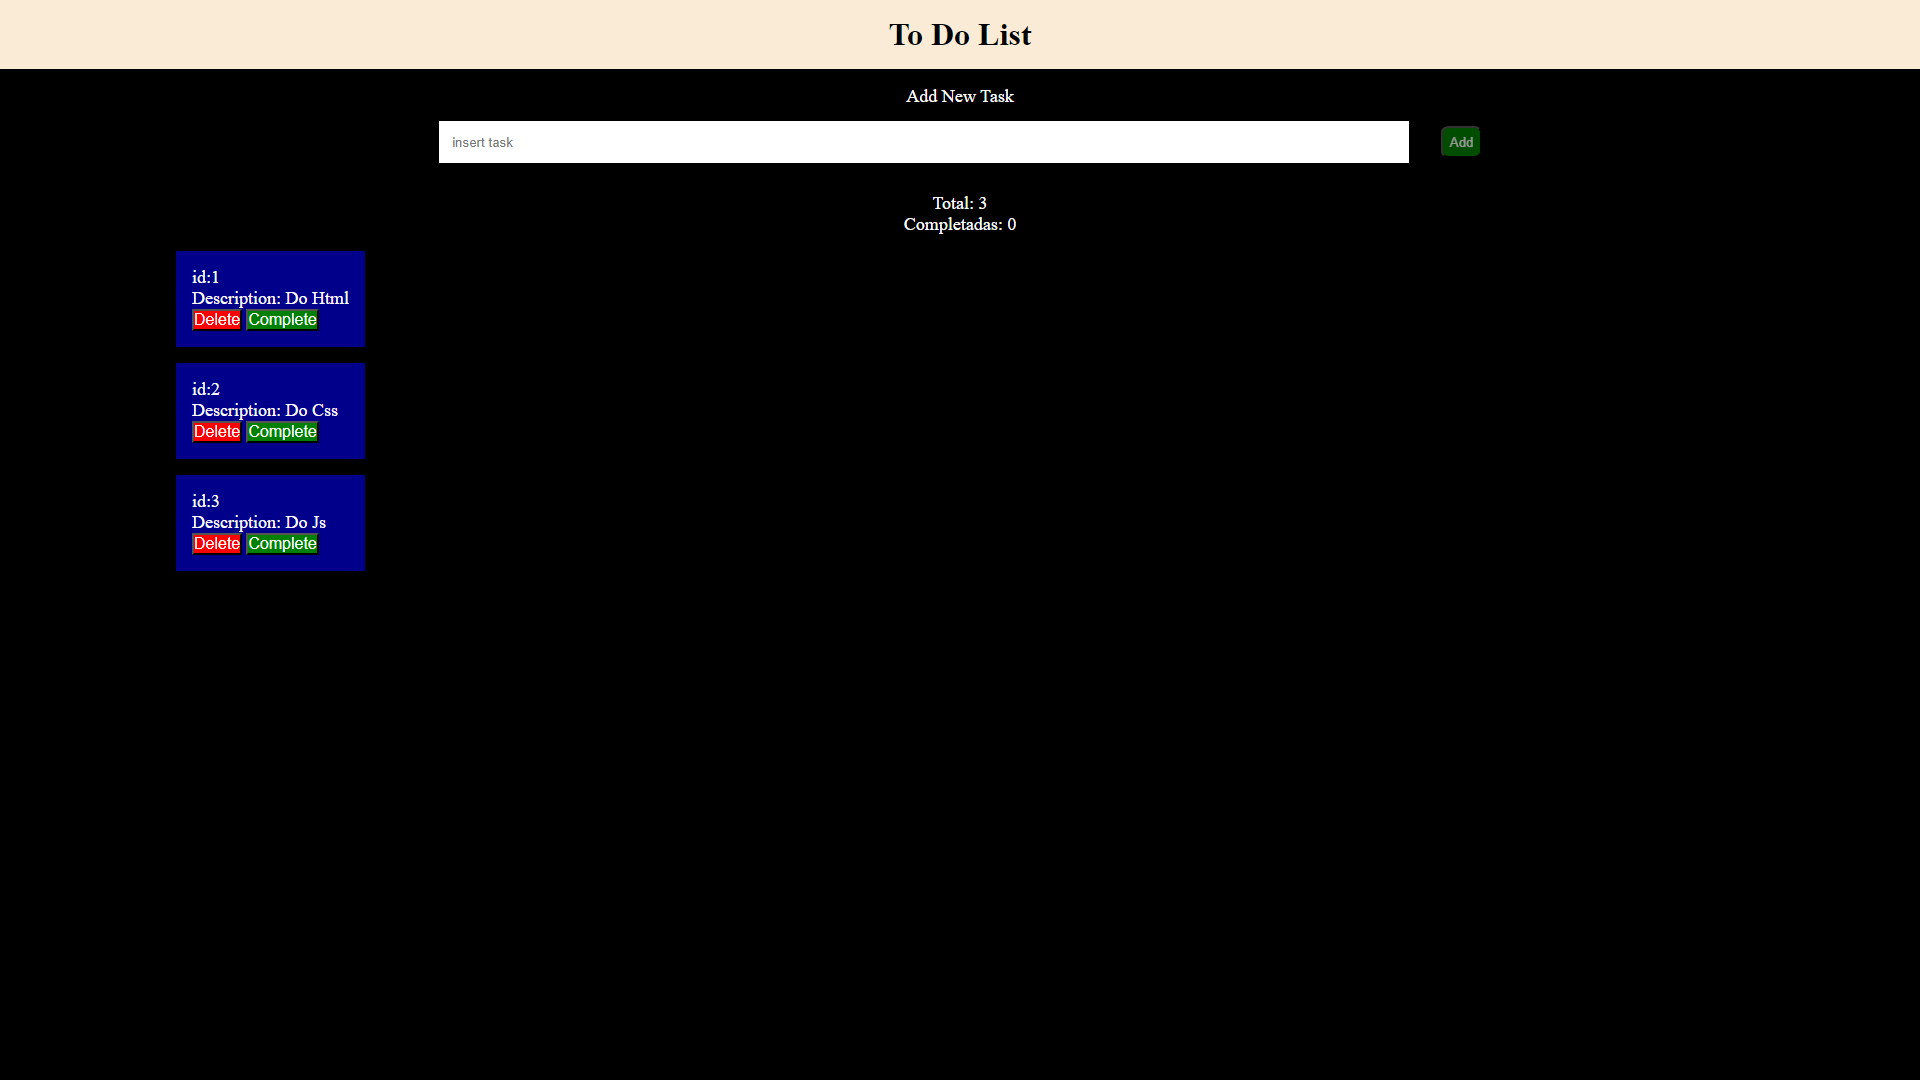 To Do List
Add New Task
insert task
Add
Total: 3
Completadas: 0
id:1
Description: Do Html
Delete Complete
id:2
Description: Do Css
Delete Complete
id:3
Description: Do Js
Delete Complete